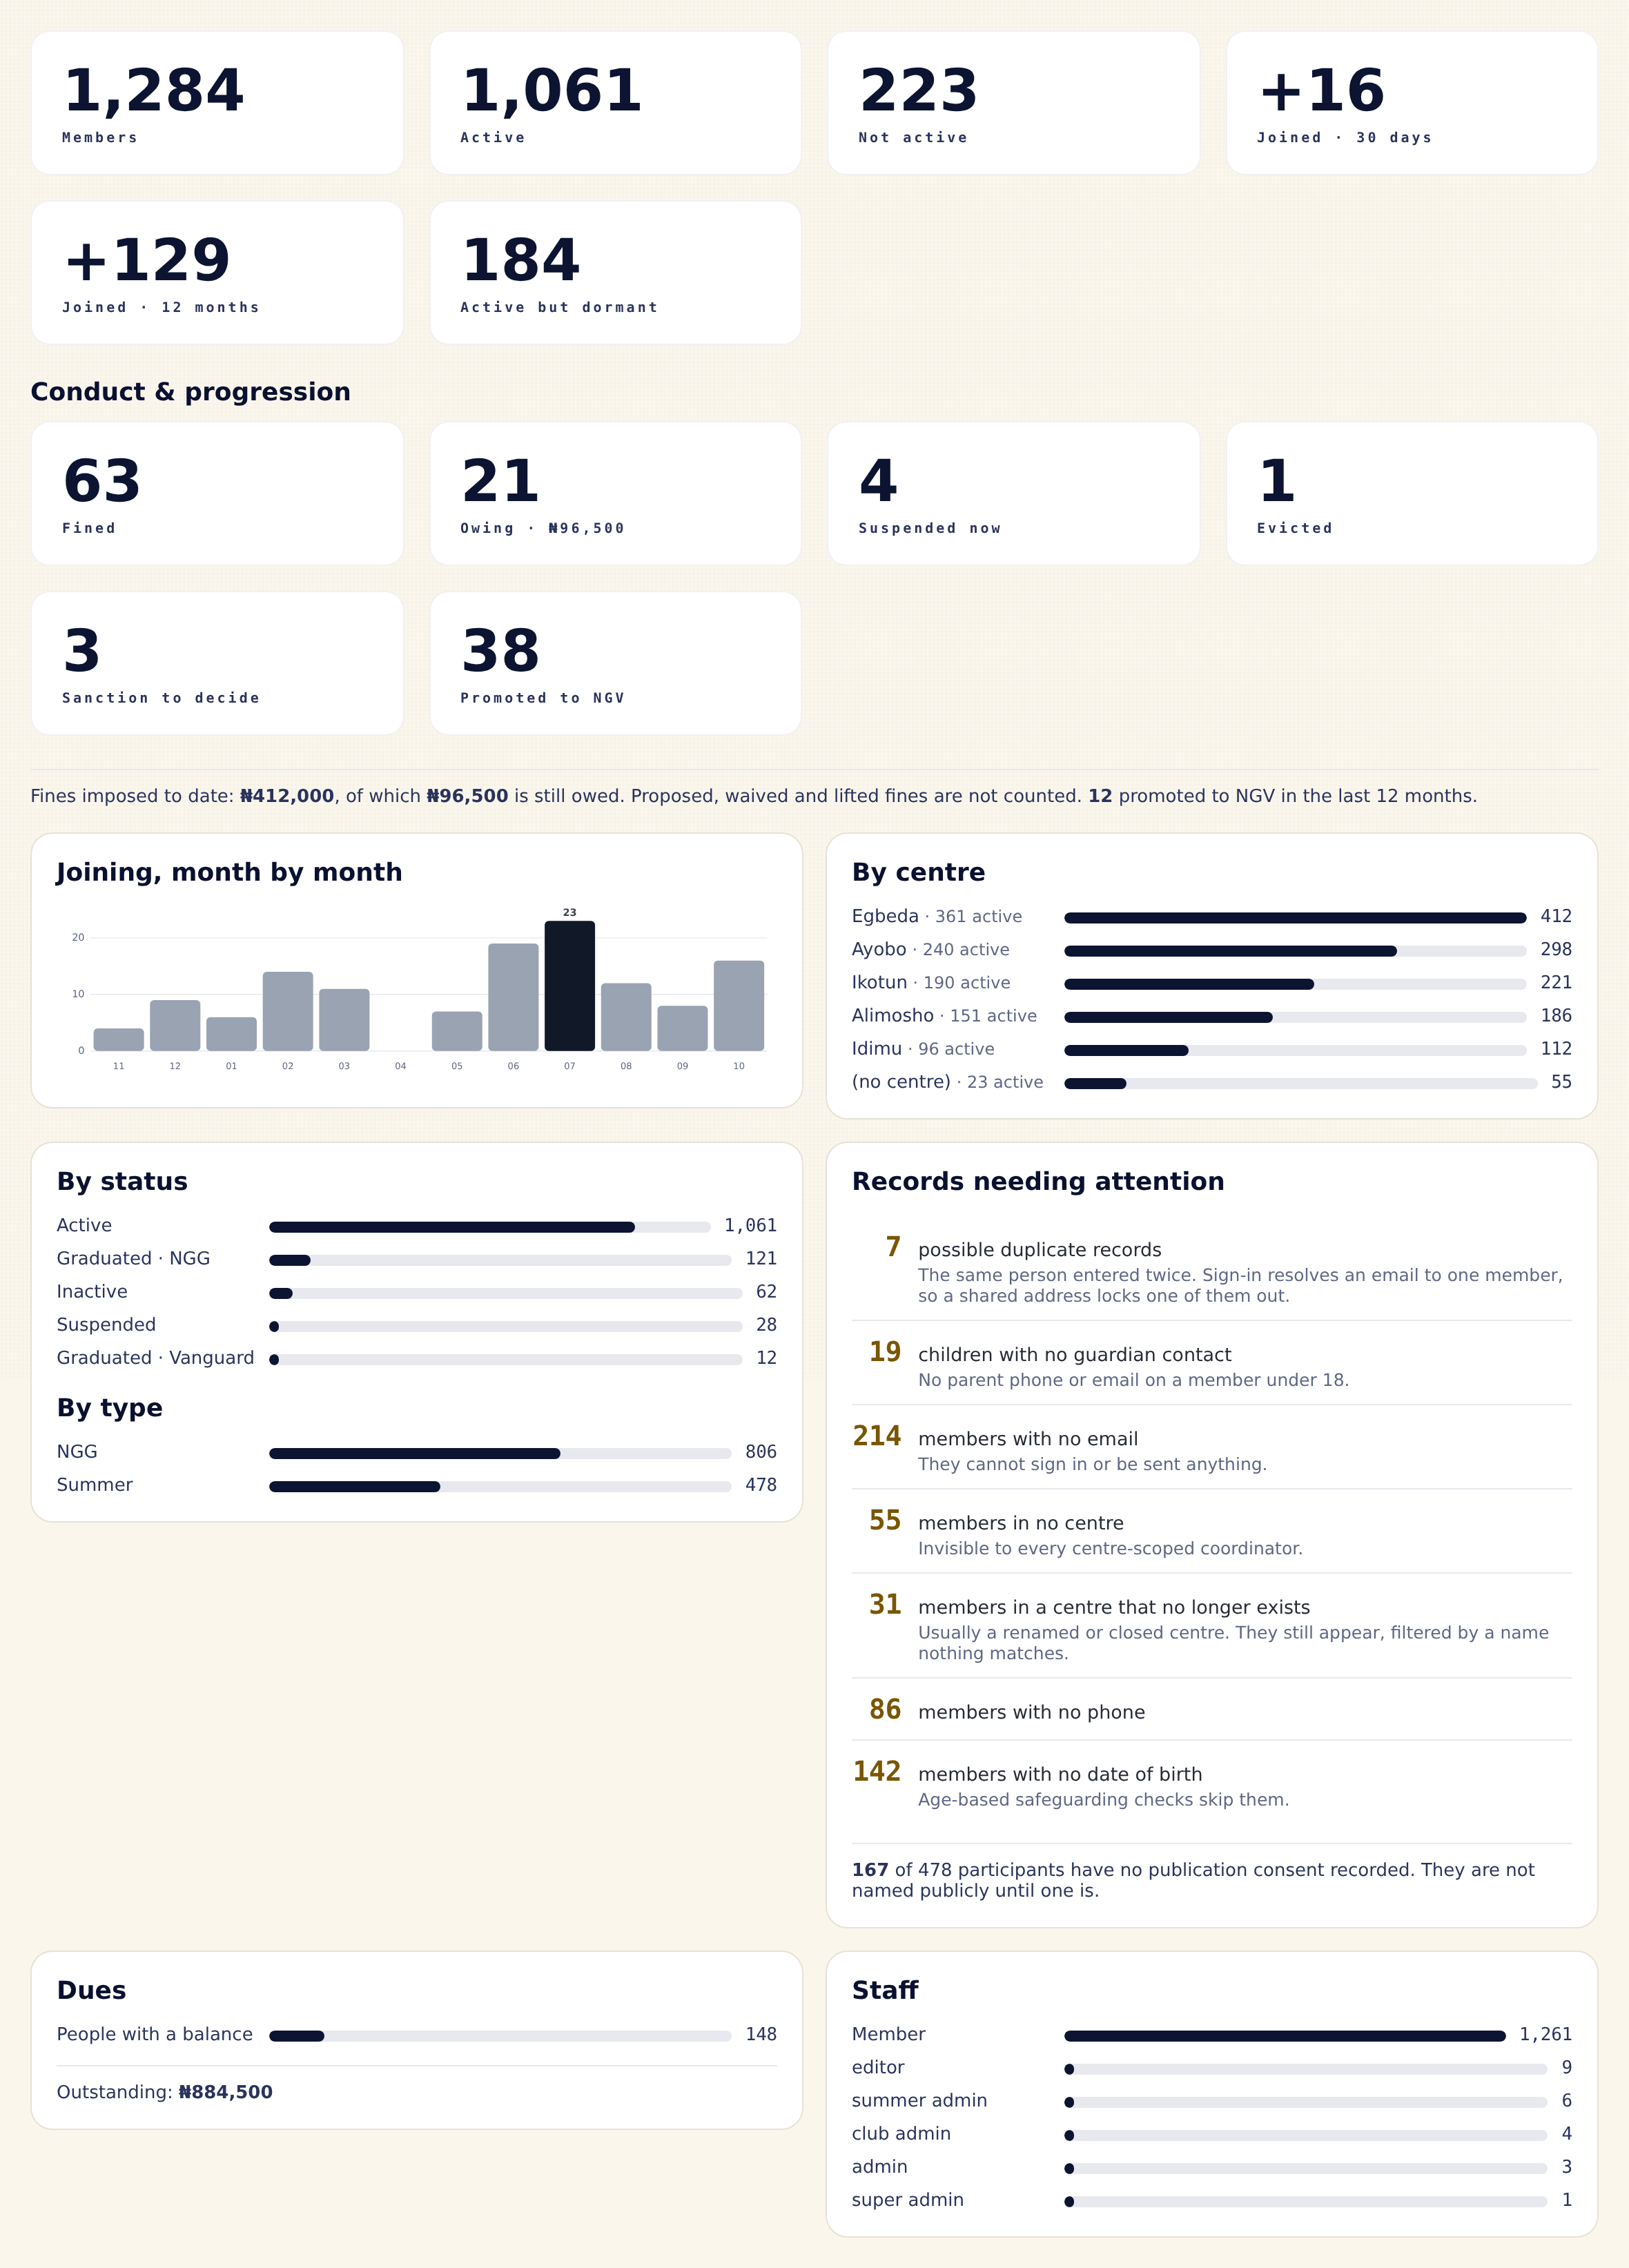 1,284
Members
1,061
Active
223
Not active
+16
Joined · 30 days
+129
Joined · 12 months
184
Active but dormant
Conduct & progression
63
Fined
21
Owing · ₦96,500
4
Suspended now
1
Evicted
3
Sanction to decide
38
Promoted to NGV
Fines imposed to date: ₦412,000, of which ₦96,500 is still owed. Proposed, waived and lifted fines are not counted. 12 promoted to NGV in the last 12 months.
Joining, month by month
23
20
10
0
11 12 01 02 03 04 05 06 07 08 09 10
By centre
Egbeda · 361 active 412
Ayobo · 240 active 298
Ikotun · 190 active 221
Alimosho · 151 active 186
Idimu · 96 active 112
(no centre) · 23 active 55
By status
Active 1,061
Graduated · NGG 121
Inactive 62
Suspended 28
Graduated · Vanguard 12
By type
NGG 806
Summer 478
Records needing attention
7 possible duplicate records
The same person entered twice. Sign-in resolves an email to one member,
so a shared address locks one of them out.
19 children with no guardian contact
No parent phone or email on a member under 18.
214 members with no email
They cannot sign in or be sent anything.
55 members in no centre
Invisible to every centre-scoped coordinator.
31 members in a centre that no longer exists
Usually a renamed or closed centre. They still appear, filtered by a name
nothing matches.
86 members with no phone
142 members with no date of birth
Age-based safeguarding checks skip them.
167 of 478 participants have no publication consent recorded. They are not
named publicly until one is.
Dues
People with a balance 148
Outstanding: ₦884,500
Staff
Member 1,261
editor 9
summer admin 6
club admin 4
admin 3
super admin 1